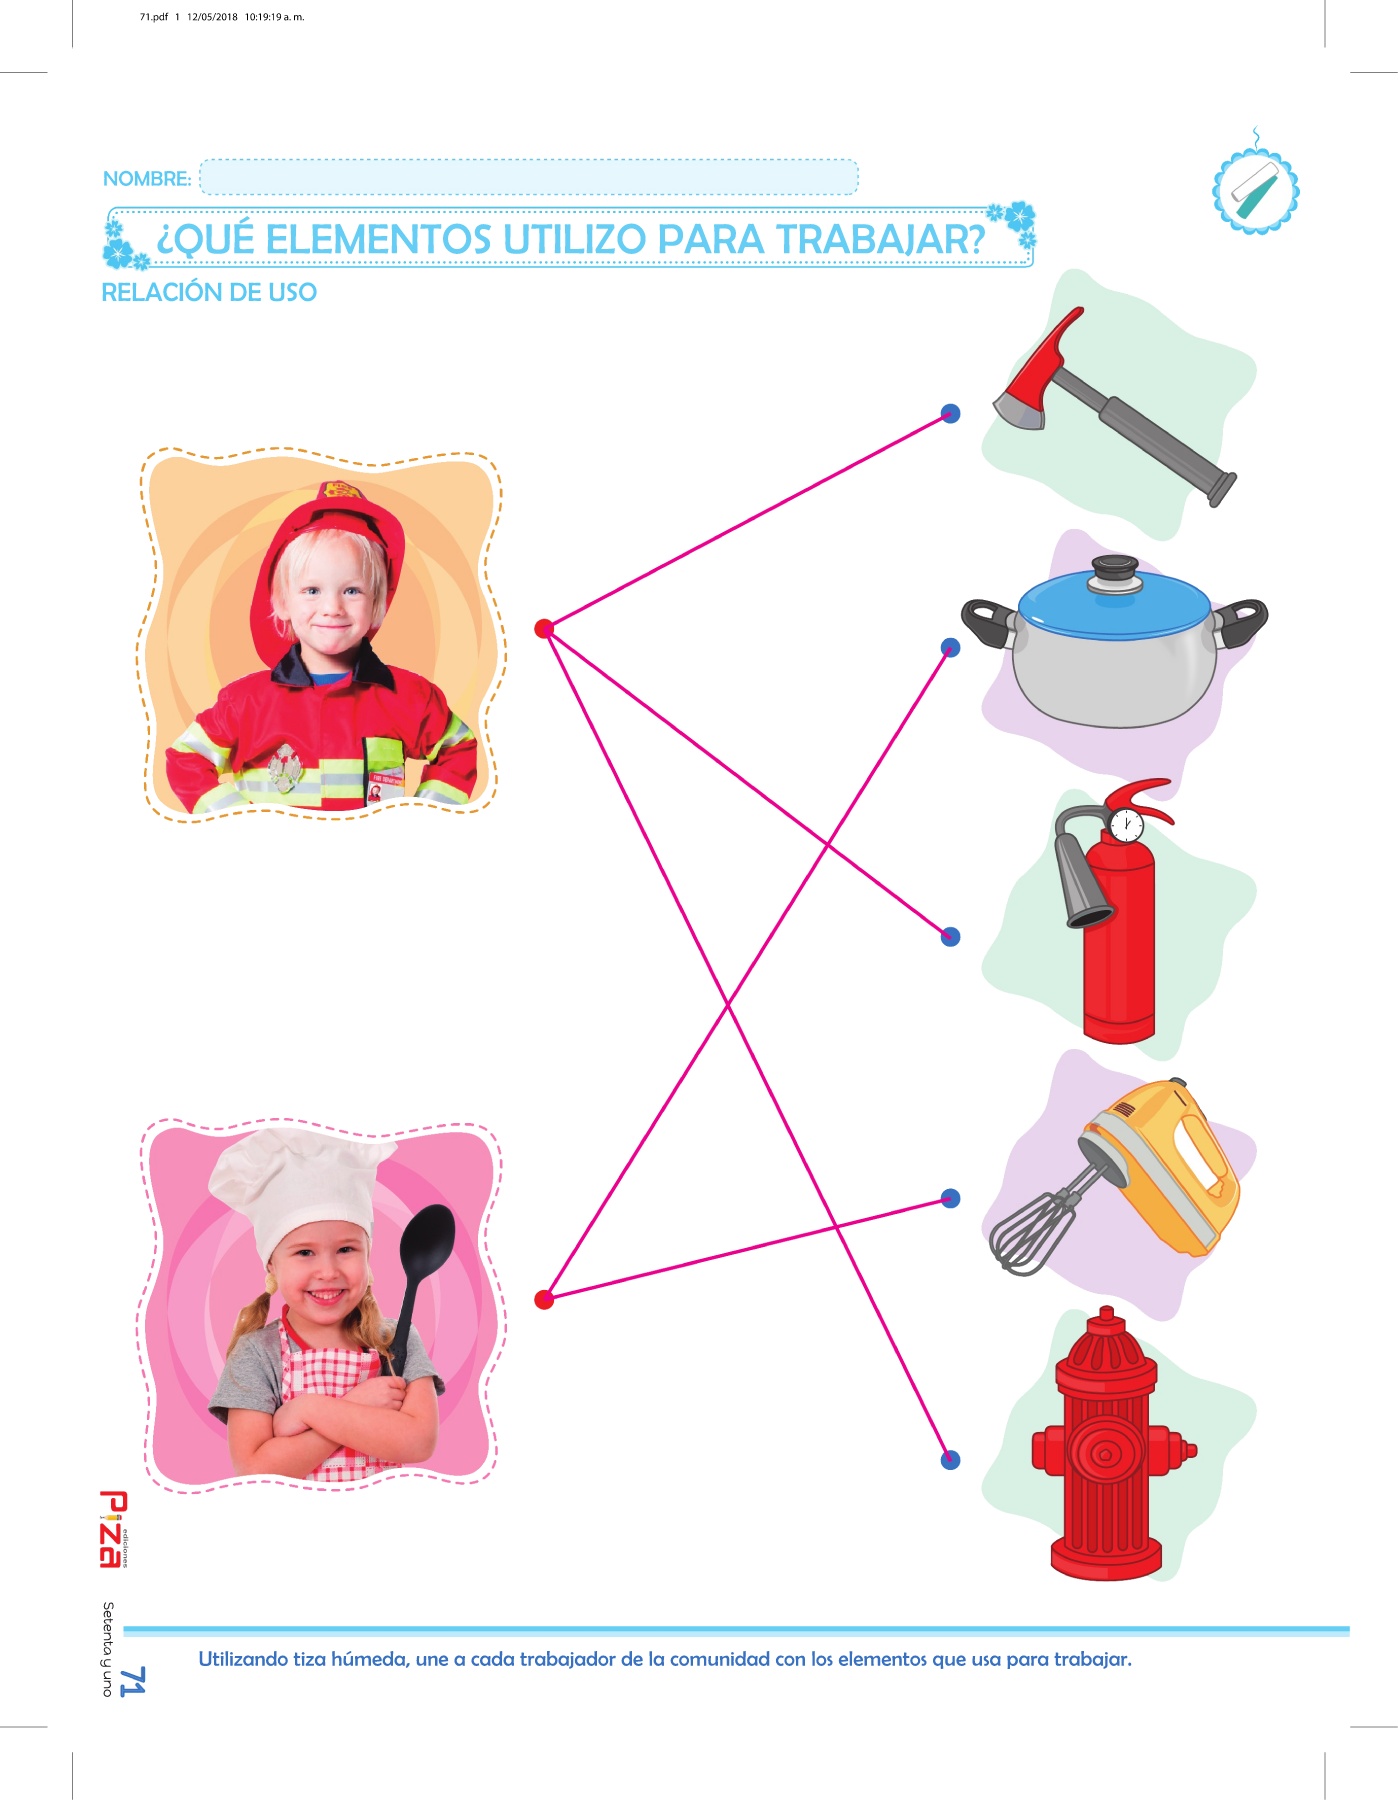 71.pdf 1 12/05/2018 10:19:19 a. m.
NOMBRE:
¿QUÉ ELEMENTOS UTILIZO PARA TRABAJAR?
RELACIÓN DE USO
Piza
ediciones
Setenta y uno
71
Utilizando tiza húmeda, une a cada trabajador de la comunidad con los elementos que usa para trabajar.